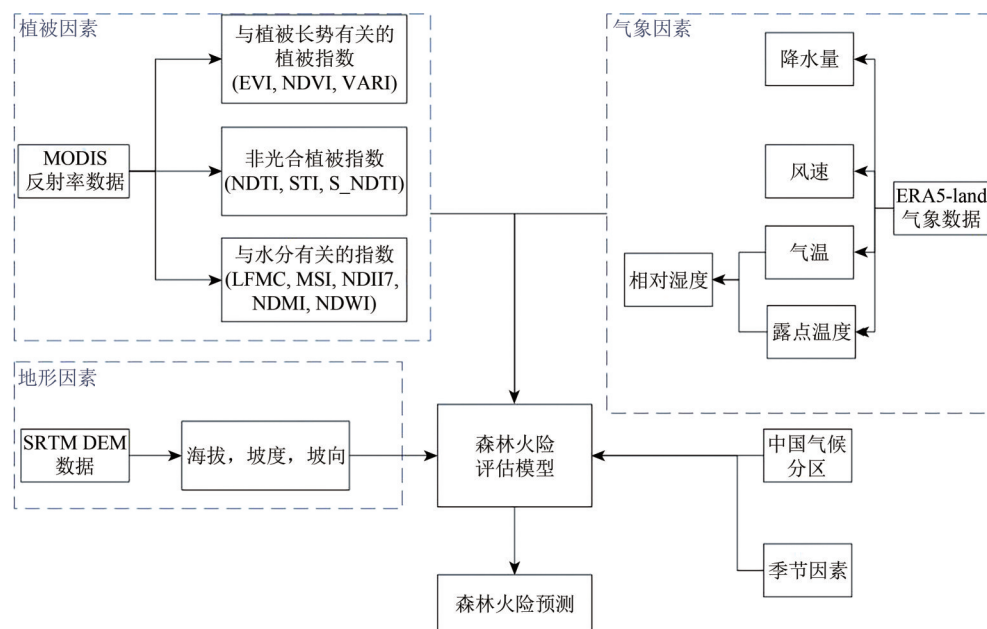 植被因素
与植被长势有关的
植被指数
(EVI, NDVI, VARI)
MODIS
反射率数据
非光合植被指数
(NDTI, STI, S_NDTI)
与水分有关的指数
(LFMC, MSI, NDII7,
NDMI, NDWI)
气象因素
降水量
风速
ERA5-land
气象数据
气温
相对湿度
露点温度
地形因素
SRTM DEM
数据
海拔，坡度，坡向
森林火险
评估模型
中国气候
分区
季节因素
森林火险预测